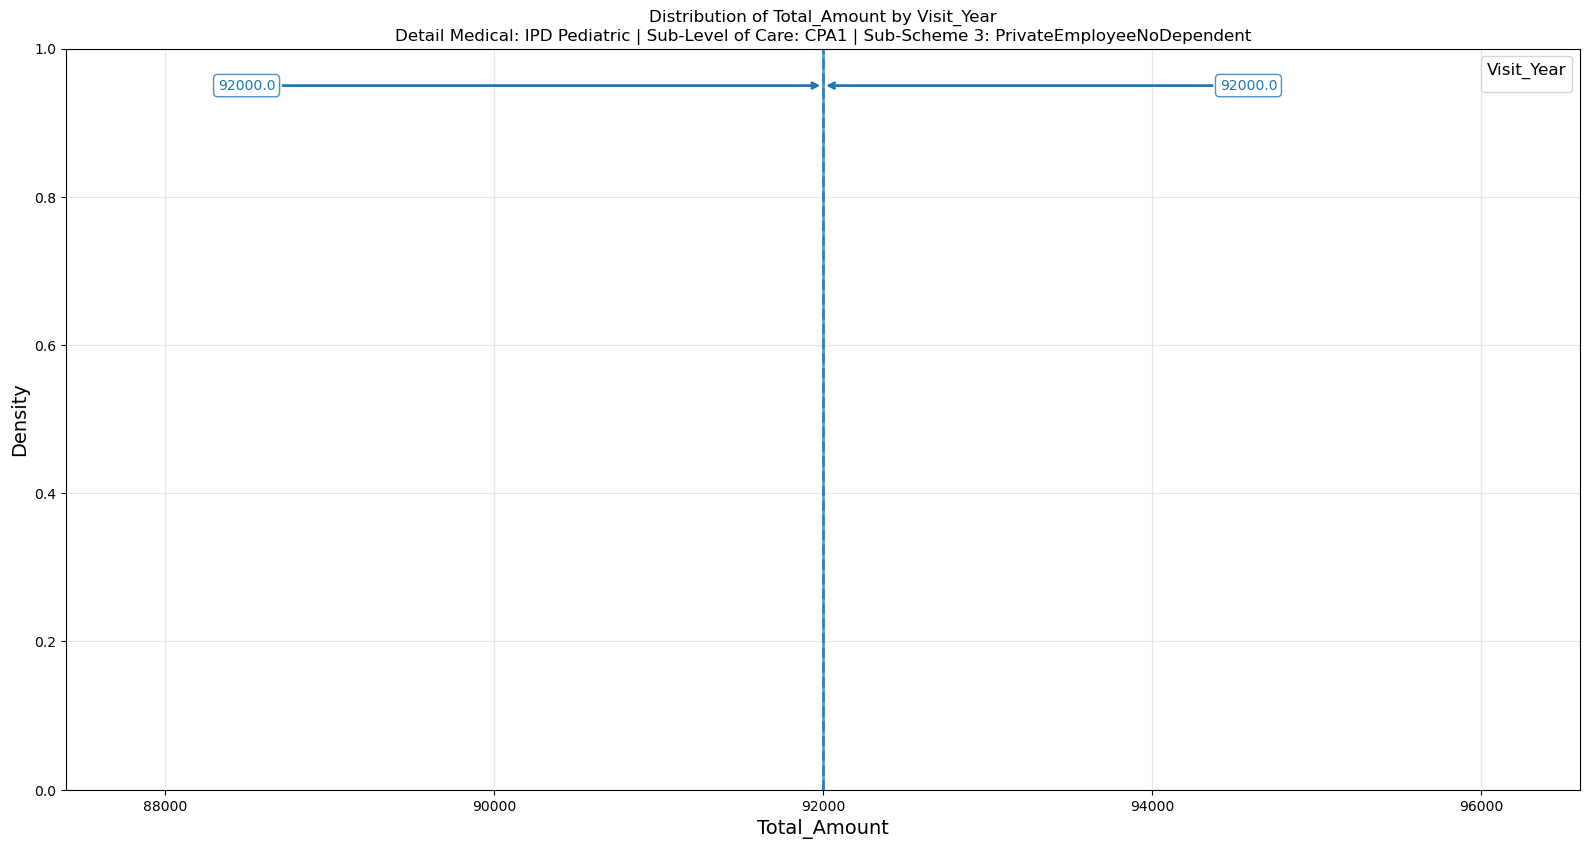 Distribution of Total_Amount by Visit_Year
Detail Medical: IPD Pediatric | Sub-Level of Care: CPA1 | Sub-Scheme 3: PrivateEmployeeNoDependent
1.0
92000.0
92000.0
Visit_Year
0.8
0.6
Density
0.4
0.2
0.0
88000
90000
92000
94000
96000
Total_Amount